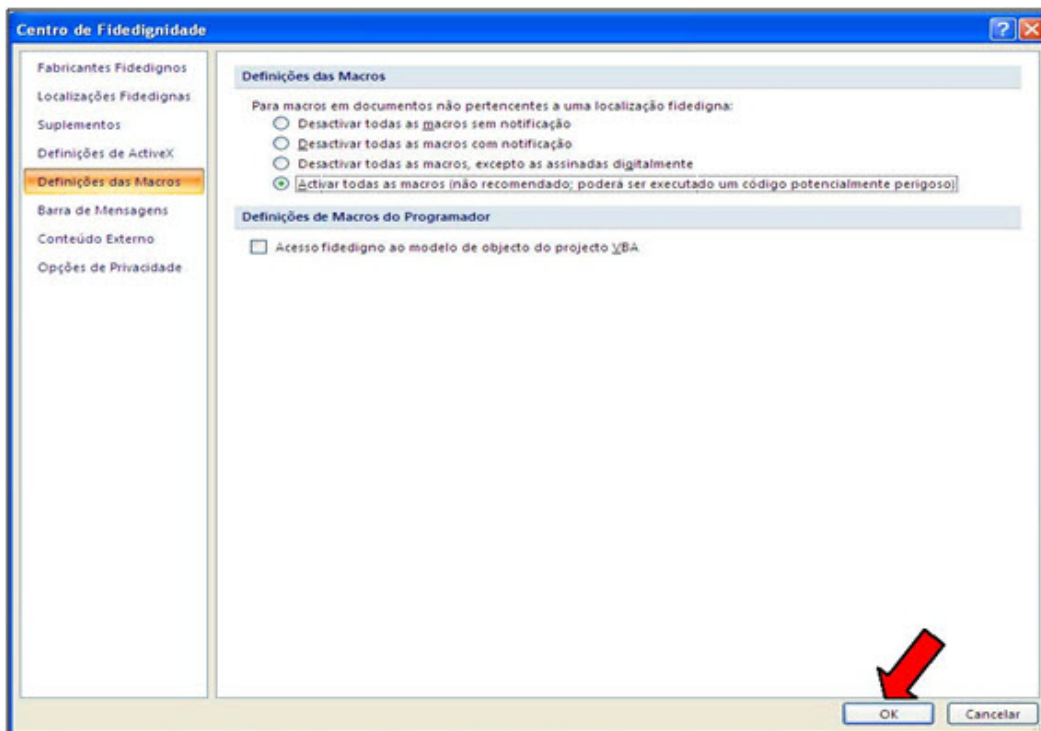 Centro de Fidedignidade
Fabricantes Fidedignos
Localizações Fidedignas
Suplementos
Definições de ActiveX
Definições das Macros
Barra de Mensagens
Conteúdo Externo
Opções de Privacidade
Definições das Macros
Para macros em documentos não pertencentes a uma localização fidedigna:
Desactivar todas as macros sem notificação
Desactivar todas as macros com notificação
Desactivar todas as macros, excepto as assinadas digitalmente
Activar todas as macros (não recomendado; poderá ser executado um código potencialmente perigoso)
Definições de Macros do Programador
Acesso fidedigno ao modelo de objecto do projecto VBA
OK Cancelar